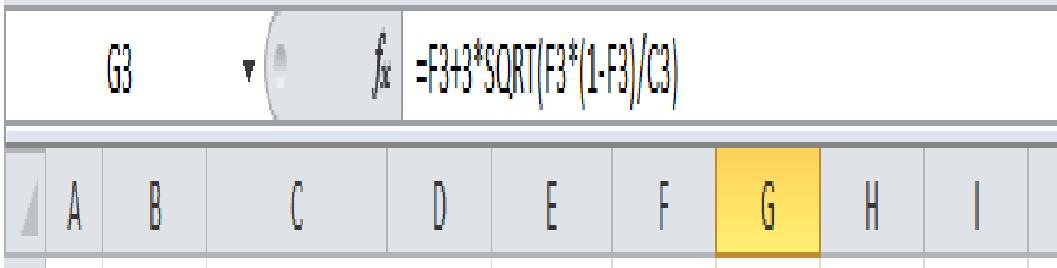 G3 fx =F3+3*SQRT(F3*(1-F3)/C3)
A B C D E F G H I